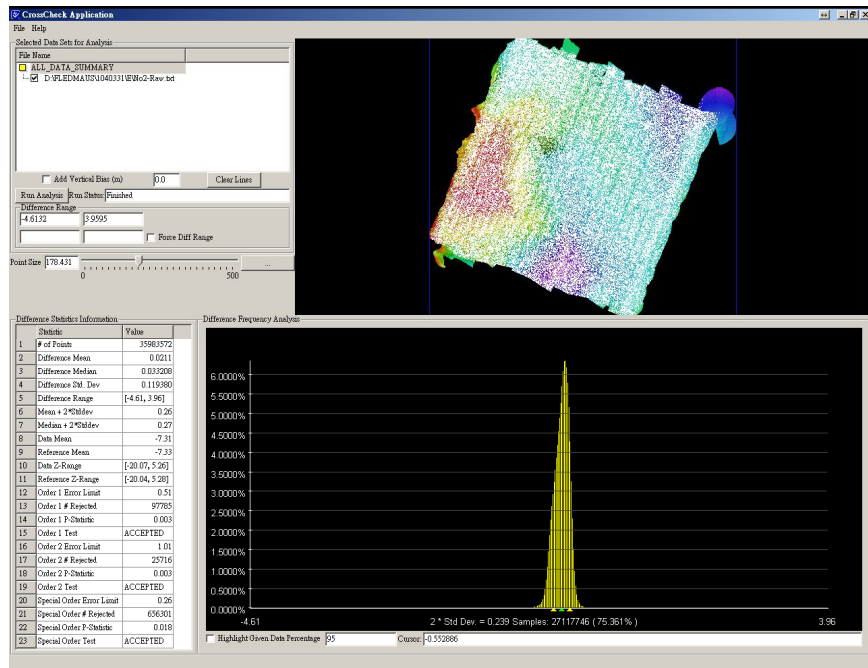 CrossCheck Application
File Help
Selected Data Sets for Analysis
File Name
ALL_DATA_SUMMARY
D:\FLEDMAUS\1040331\E\No2-Raw.txt
Add Vertical Bias (m) 0.0 Clear Lines
Run Analysis Run Status: Finished
Difference Range
-4.6132 3.9595
Force Diff Range
Point Size 178.431 ...
0 500
Difference Statistics Information
Statistic Value
1 # of Points 35983572
2 Difference Mean 0.0211
3 Difference Median 0.033208
4 Difference Std. Dev 0.119380
5 Difference Range [-4.61, 3.96]
6 Mean + 2*Stddev 0.26
7 Median + 2*Stddev 0.27
8 Data Mean -7.31
9 Reference Mean -7.33
10 Data Z-Range [-20.07, 5.26]
11 Reference Z-Range [-20.04, 5.28]
12 Order 1 Error Limit 0.51
13 Order 1 # Rejected 97785
14 Order 1 P-Statistic 0.003
15 Order 1 Test ACCEPTED
16 Order 2 Error Limit 1.01
17 Order 2 # Rejected 25716
18 Order 2 P-Statistic 0.003
19 Order 2 Test ACCEPTED
20 Special Order Error Limit 0.26
21 Special Order # Rejected 656301
22 Special Order P-Statistic 0.018
23 Special Order Test ACCEPTED
Difference Frequency Analysis
6.0000%
5.5000%
5.0000%
4.5000%
4.0000%
3.5000%
3.0000%
2.5000%
2.0000%
1.5000%
1.0000%
0.5000%
0.0000%
-4.61 2 * Std Dev. = 0.239 Samples: 27117746 ( 75.361% ) 3.96
Highlight Given Data Percentage 95 Cursor: -0.552886